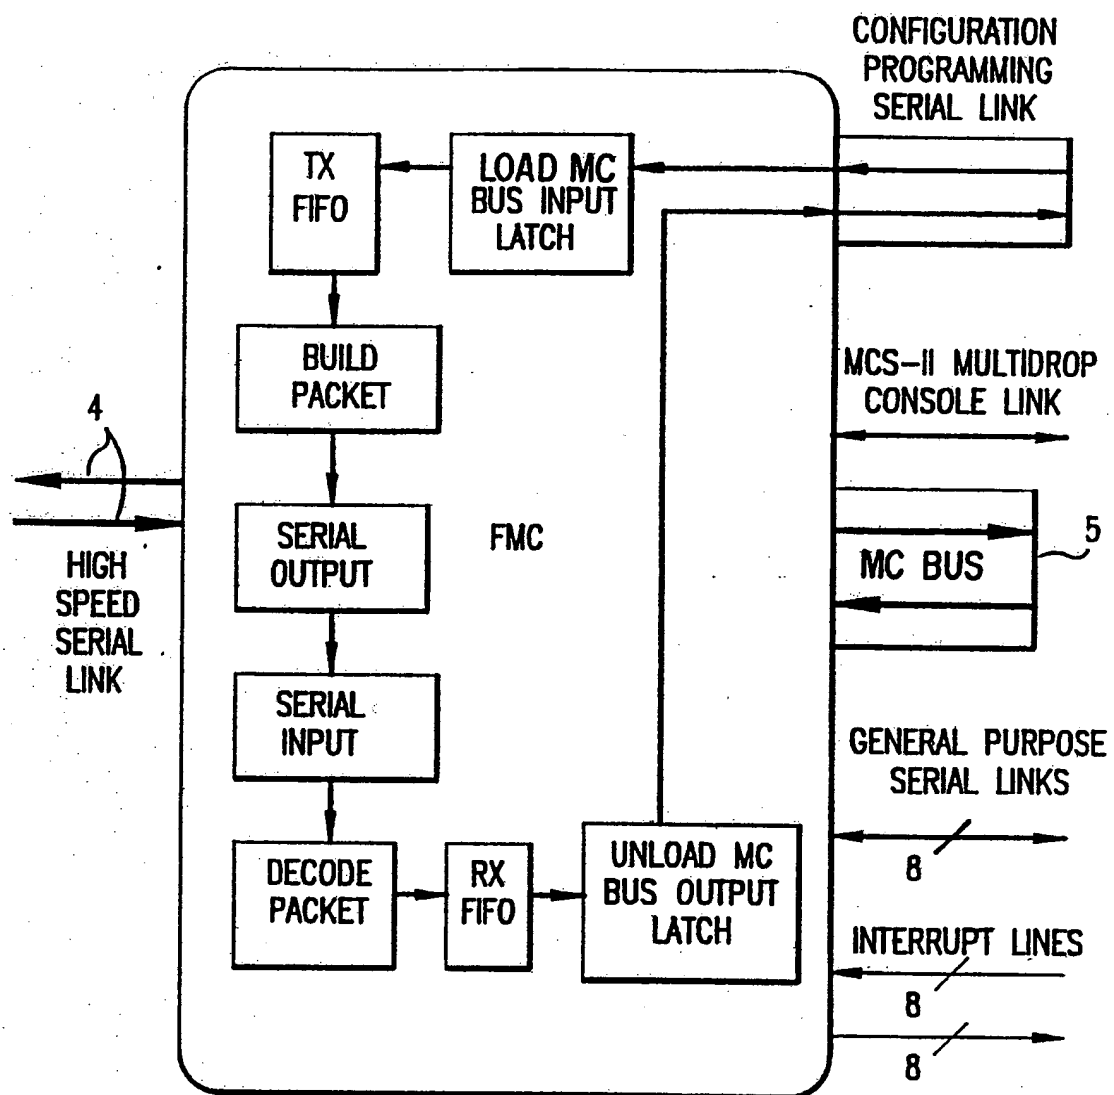 CONFIGURATION
PROGRAMMING
SERIAL LINK
TX
FIFO
LOAD MC
BUS INPUT
LATCH
BUILD
PACKET
MCS-II MULTIDROP
CONSOLE LINK
4
SERIAL
OUTPUT
FMC
MC BUS
5
HIGH
SPEED
SERIAL
LINK
SERIAL
INPUT
GENERAL PURPOSE
SERIAL LINKS
8
DECODE
PACKET
RX
FIFO
UNLOAD MC
BUS OUTPUT
LATCH
INTERRUPT LINES
8
8